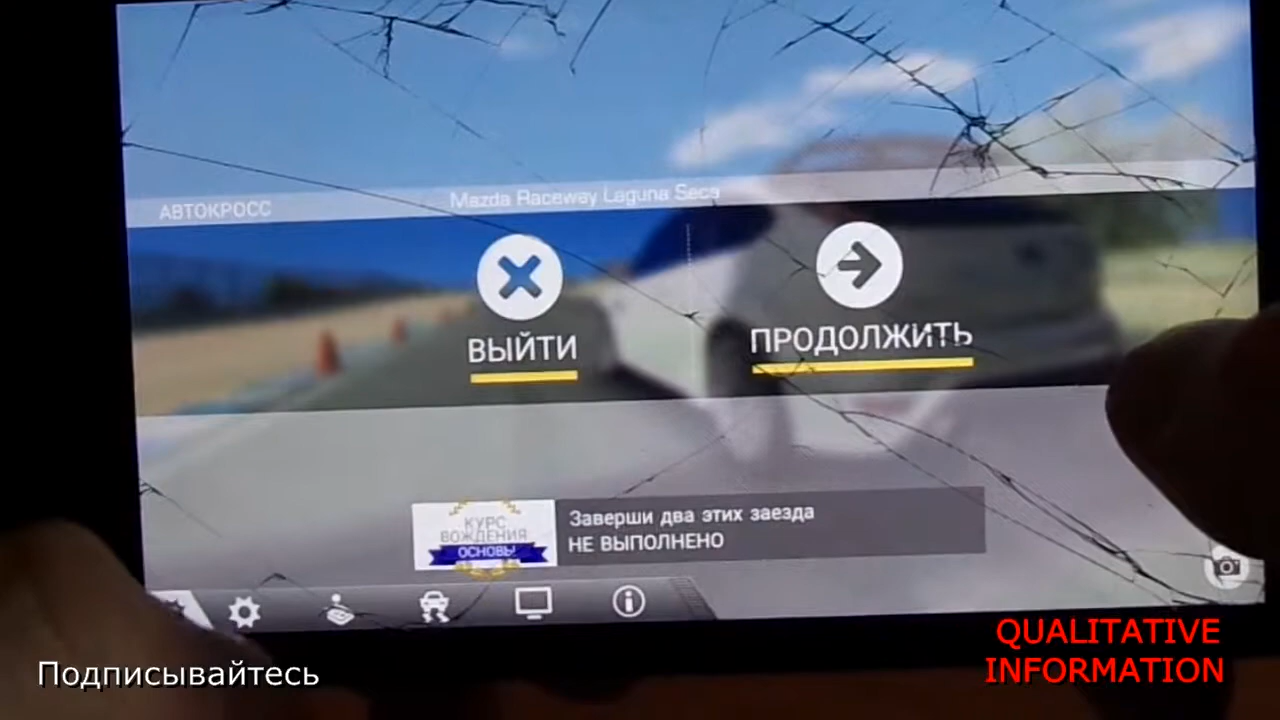 АВТОКРОСС
Mazda Raceway Laguna Seca
ВЫЙТИ
ПРОДОЛЖИТЬ
КУРС
ВОЖДЕНИЯ
ОСНОВЫ
Заверши два этих заезда
НЕ ВЫПОЛНЕНО
Подписывайтесь
QUALITATIVE
INFORMATION